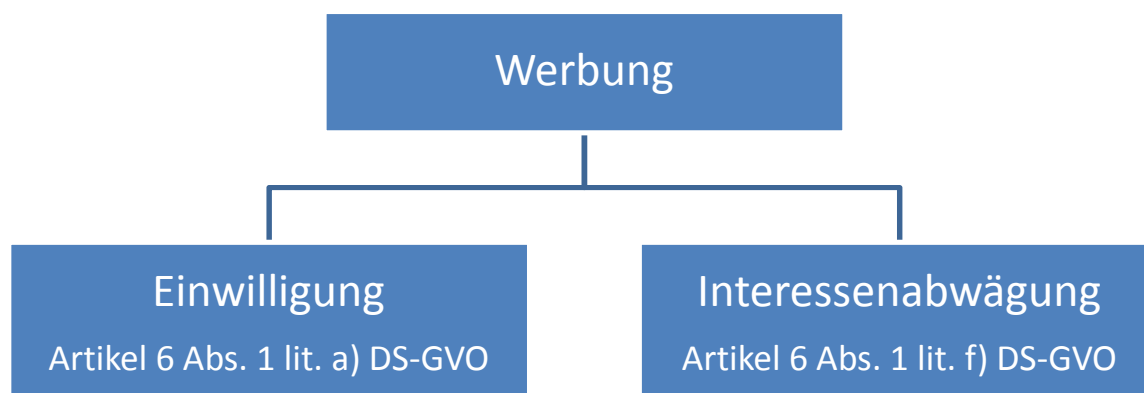 Werbung
Einwilligung
Artikel 6 Abs. 1 lit. a) DS-GVO
Interessenabwägung
Artikel 6 Abs. 1 lit. f) DS-GVO